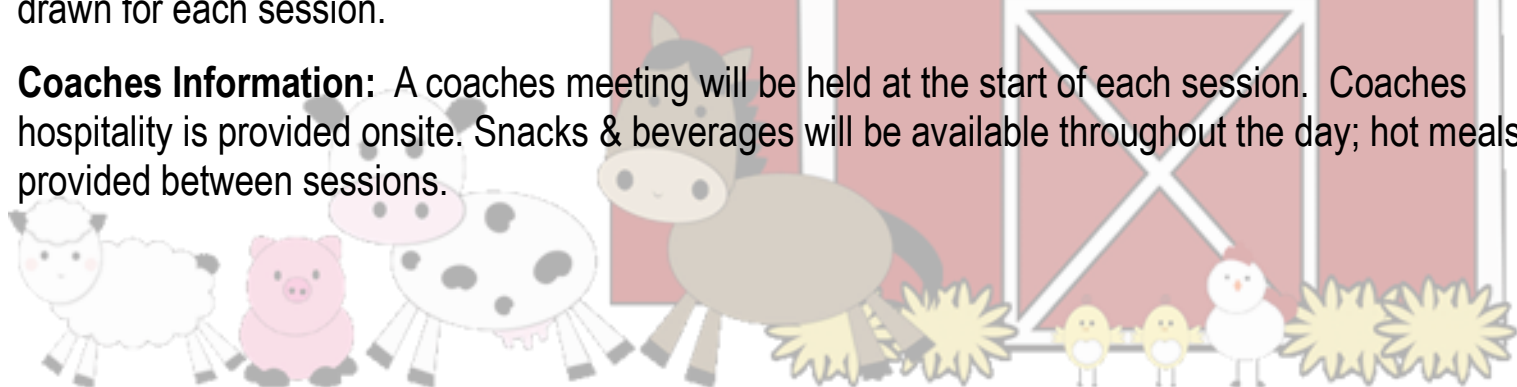 drawn for each session.
Coaches Information: A coaches meeting will be held at the start of each session. Coaches
hospitality is provided onsite. Snacks & beverages will be available throughout the day; hot meals
provided between sessions.